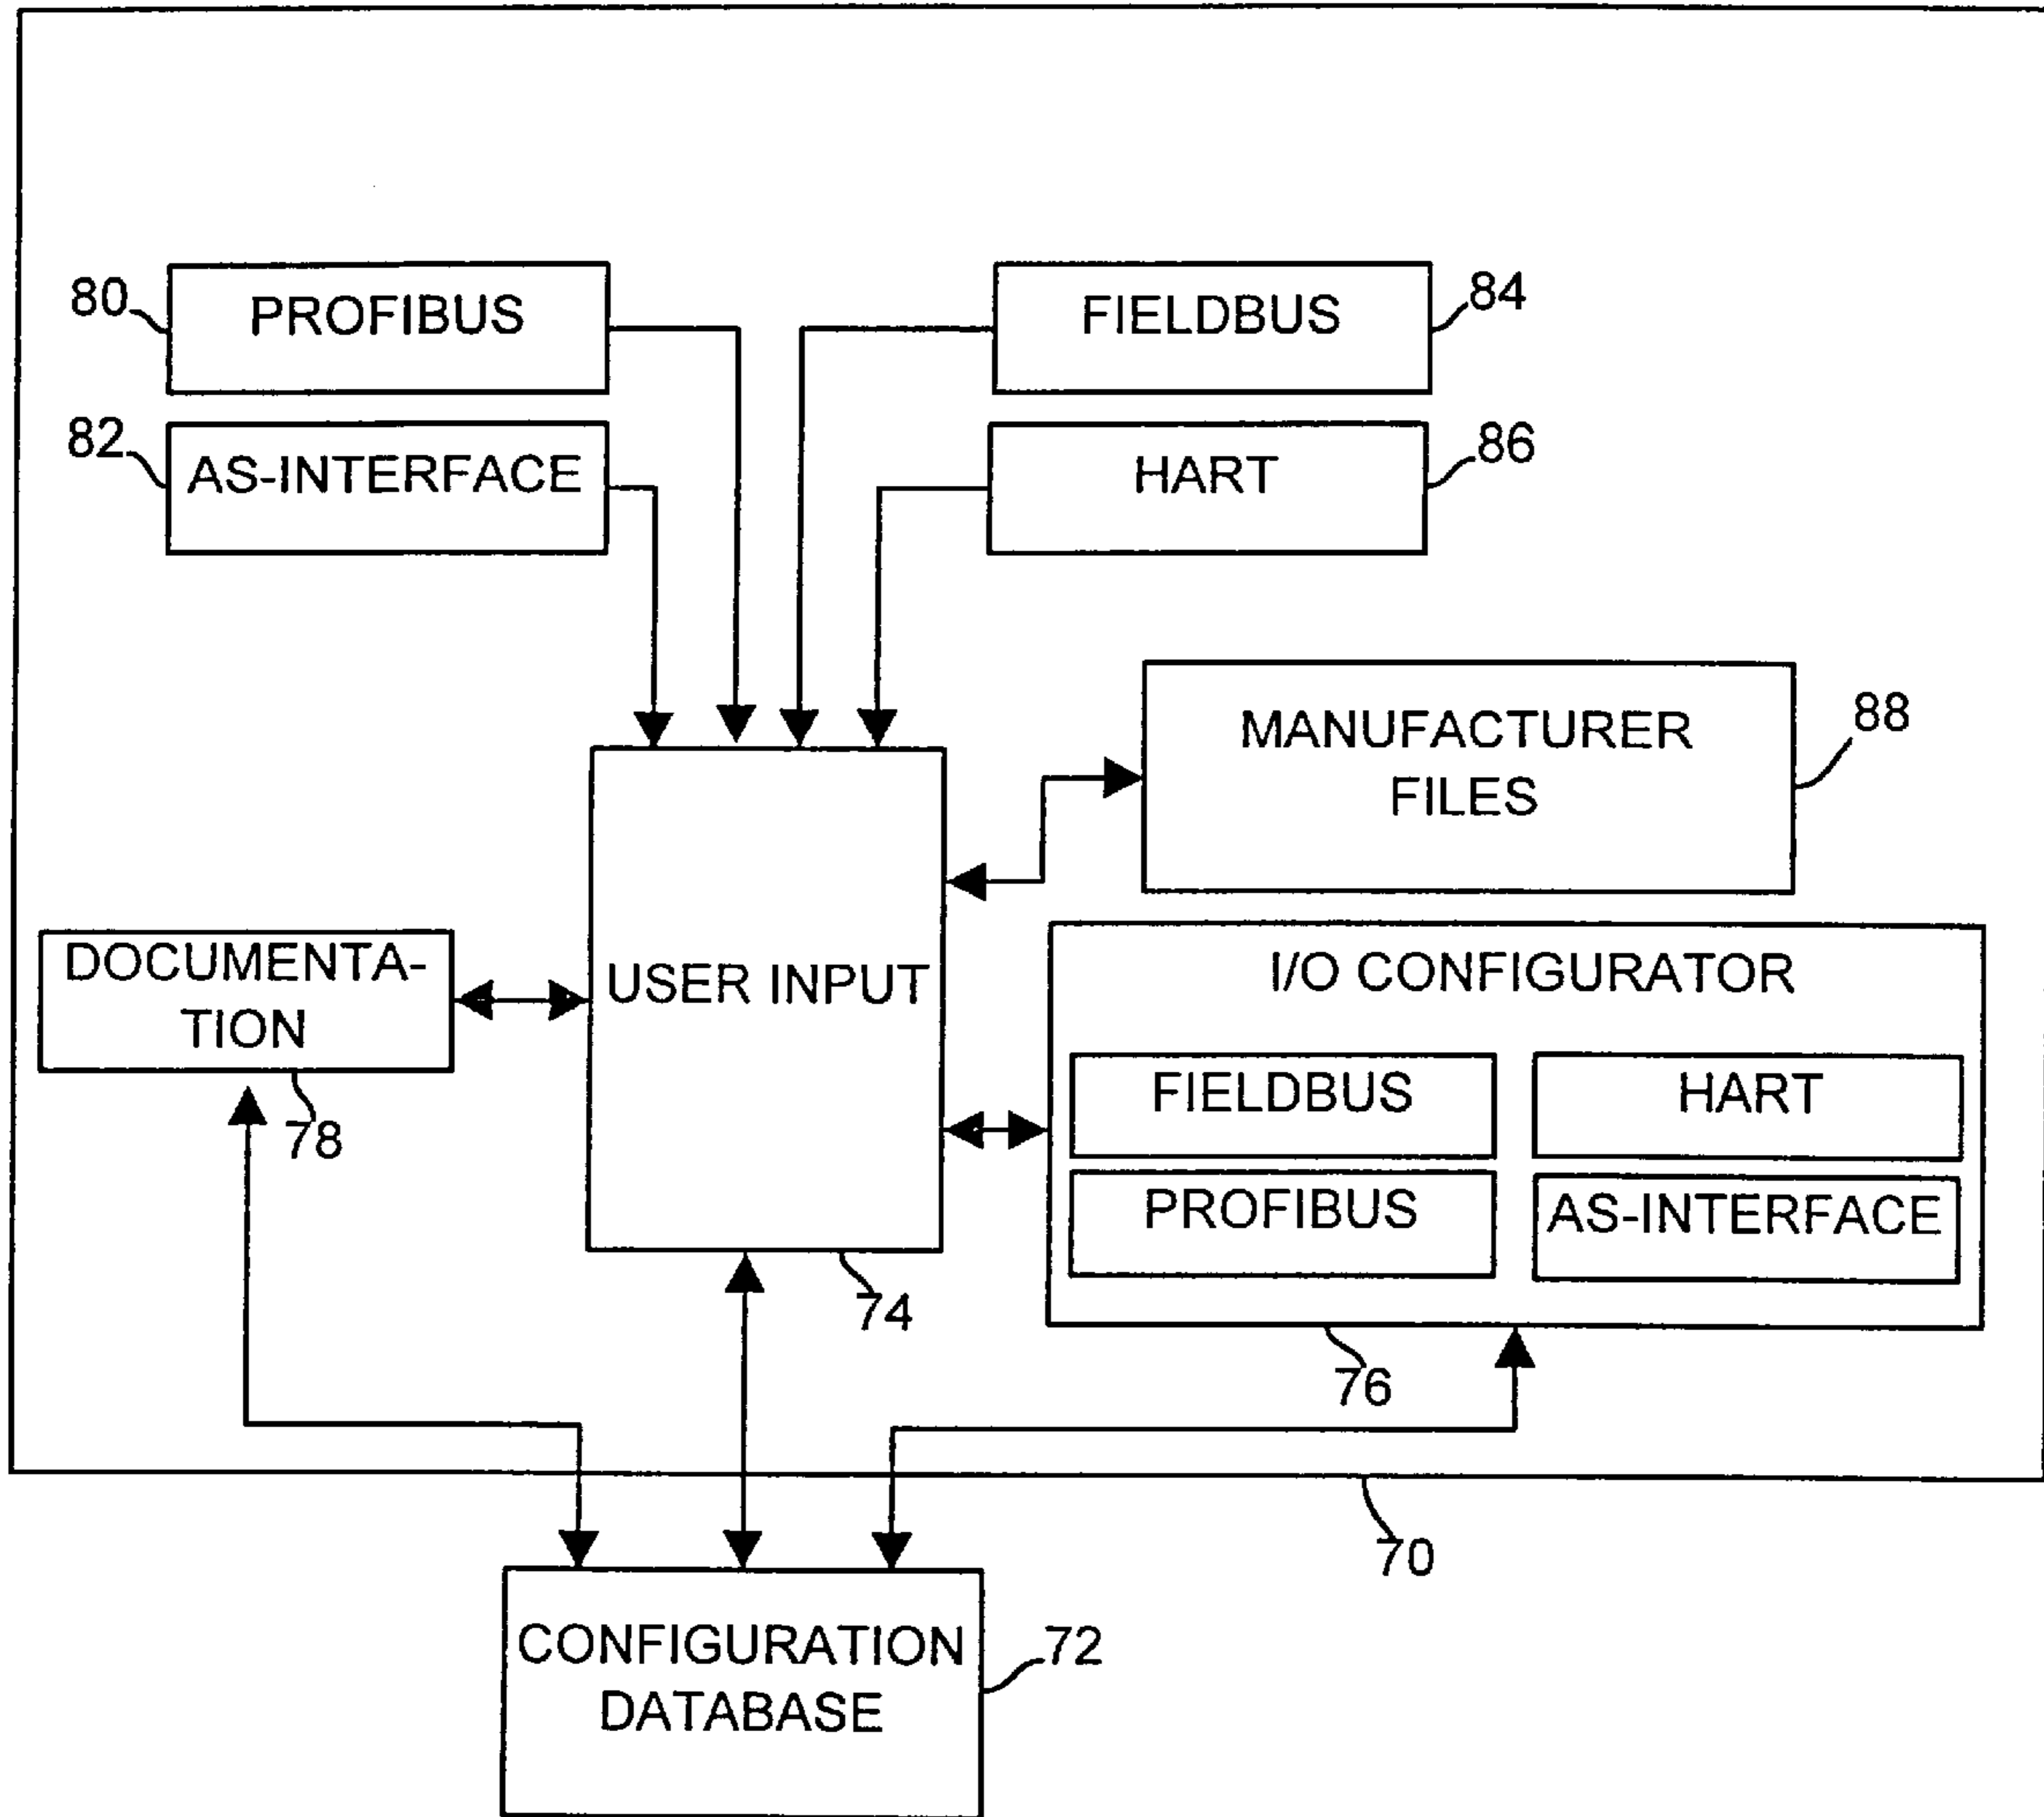 80
PROFIBUS
FIELDBUS
84
82
AS-INTERFACE
HART
86
MANUFACTURER
FILES
88
DOCUMENTA-
TION
78
USER INPUT
74
I/O CONFIGURATOR
FIELDBUS
HART
PROFIBUS
AS-INTERFACE
76
70
CONFIGURATION
DATABASE
72